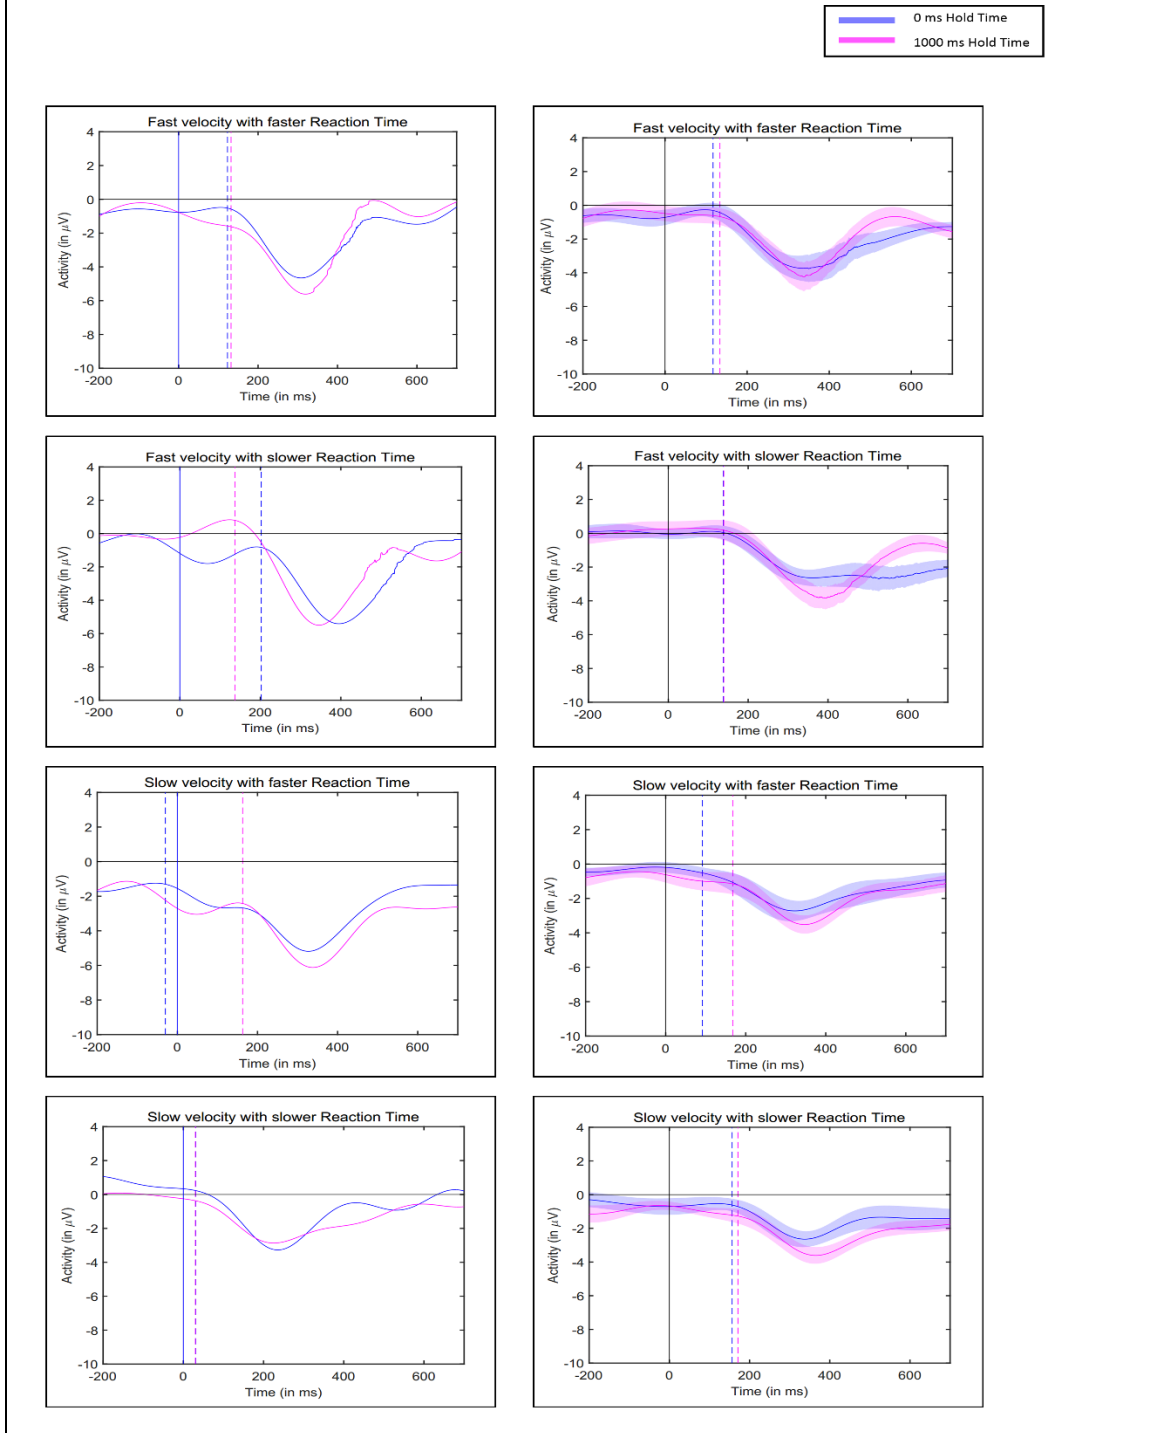 0 ms Hold Time
1000 ms Hold Time
Fast velocity with faster Reaction Time
4
2
0
-2
-4
-6
-8
-10
Activity (in μV)
-200 0 200 400 600
Time (in ms)
Fast velocity with faster Reaction Time
4
2
0
-2
-4
-6
-8
-10
Activity (in μV)
-200 0 200 400 600
Time (in ms)
Fast velocity with slower Reaction Time
4
2
0
-2
-4
-6
-8
-10
Activity (in μV)
-200 0 200 400 600
Time (in ms)
Fast velocity with slower Reaction Time
4
2
0
-2
-4
-6
-8
-10
Activity (in μV)
-200 0 200 400 600
Time (in ms)
Slow velocity with faster Reaction Time
4
2
0
-2
-4
-6
-8
-10
Activity (in μV)
-200 0 200 400 600
Time (in ms)
Slow velocity with faster Reaction Time
4
2
0
-2
-4
-6
-8
-10
Activity (in μV)
-200 0 200 400 600
Time (in ms)
Slow velocity with slower Reaction Time
4
2
0
-2
-4
-6
-8
-10
Activity (in μV)
-200 0 200 400 600
Time (in ms)
Slow velocity with slower Reaction Time
4
2
0
-2
-4
-6
-8
-10
Activity (in μV)
-200 0 200 400 600
Time (in ms)